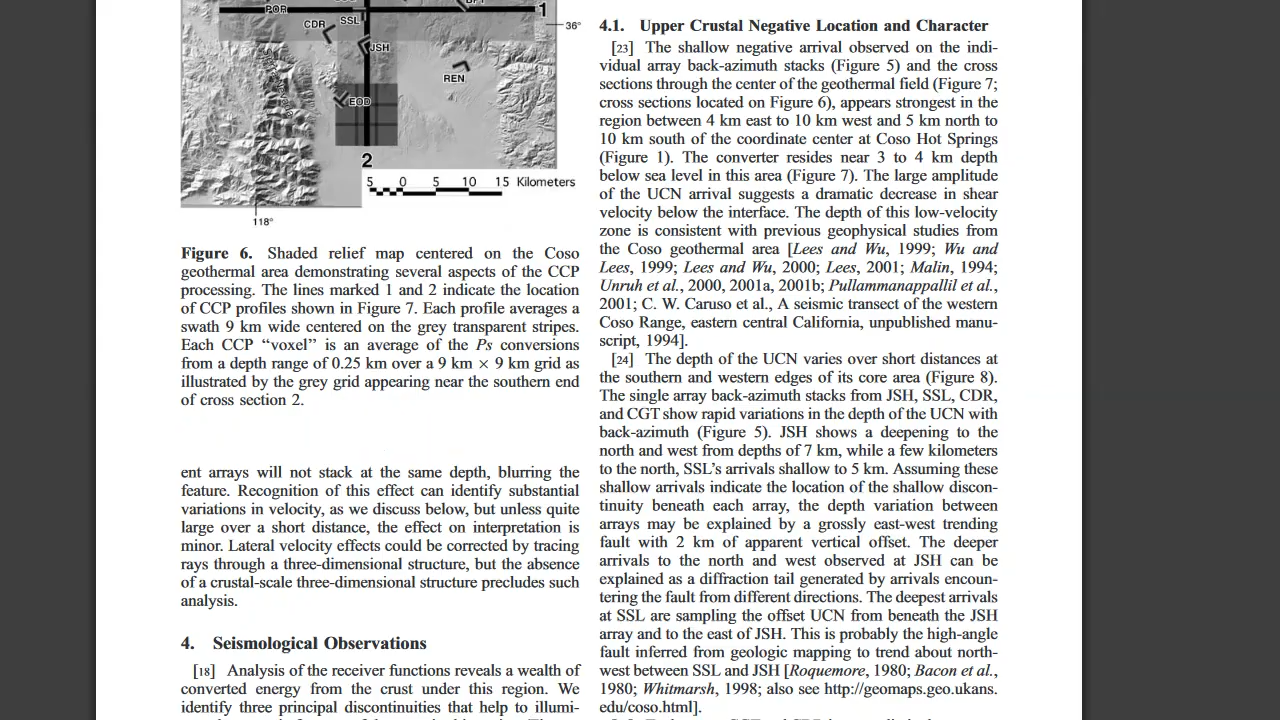 POR
CDR
SSL
1
36°
JSH
REN
EOD
2
5 0 5 10 15 Kilometers
118°
Figure 6. Shaded relief map centered on the Coso
geothermal area demonstrating several aspects of the CCP
processing. The lines marked 1 and 2 indicate the location
of CCP profiles shown in Figure 7. Each profile averages a
swath 9 km wide centered on the grey transparent stripes.
Each CCP ‘‘voxel’’ is an average of the Ps conversions
from a depth range of 0.25 km over a 9 km × 9 km grid as
illustrated by the grey grid appearing near the southern end
of cross section 2.
ent arrays will not stack at the same depth, blurring the
feature. Recognition of this effect can identify substantial
variations in velocity, as we discuss below, but unless quite
large over a short distance, the effect on interpretation is
minor. Lateral velocity effects could be corrected by tracing
rays through a three-dimensional structure, but the absence
of a crustal-scale three-dimensional structure precludes such
analysis.
4. Seismological Observations
[18] Analysis of the receiver functions reveals a wealth of
converted energy from the crust under this region. We
identify three principal discontinuities that help to illumi-
4.1. Upper Crustal Negative Location and Character
[23] The shallow negative arrival observed on the indi-
vidual array back-azimuth stacks (Figure 5) and the cross
sections through the center of the geothermal field (Figure 7;
cross sections located on Figure 6), appears strongest in the
region between 4 km east to 10 km west and 5 km north to
10 km south of the coordinate center at Coso Hot Springs
(Figure 1). The converter resides near 3 to 4 km depth
below sea level in this area (Figure 7). The large amplitude
of the UCN arrival suggests a dramatic decrease in shear
velocity below the interface. The depth of this low-velocity
zone is consistent with previous geophysical studies from
the Coso geothermal area [Lees and Wu, 1999; Wu and
Lees, 1999; Lees and Wu, 2000; Lees, 2001; Malin, 1994;
Unruh et al., 2000, 2001a, 2001b; Pullammanappallil et al.,
2001; C. W. Caruso et al., A seismic transect of the western
Coso Range, eastern central California, unpublished manu-
script, 1994].
[24] The depth of the UCN varies over short distances at
the southern and western edges of its core area (Figure 8).
The single array back-azimuth stacks from JSH, SSL, CDR,
and CGT show rapid variations in the depth of the UCN with
back-azimuth (Figure 5). JSH shows a deepening to the
north and west from depths of 7 km, while a few kilometers
to the north, SSL’s arrivals shallow to 5 km. Assuming these
shallow arrivals indicate the location of the shallow discon-
tinuity beneath each array, the depth variation between
arrays may be explained by a grossly east-west trending
fault with 2 km of apparent vertical offset. The deeper
arrivals to the north and west observed at JSH can be
explained as a diffraction tail generated by arrivals encoun-
tering the fault from different directions. The deepest arrivals
at SSL are sampling the offset UCN from beneath the JSH
array and to the east of JSH. This is probably the high-angle
fault inferred from geologic mapping to trend about north-
west between SSL and JSH [Roquemore, 1980; Bacon et al.,
1980; Whitmarsh, 1998; also see http://geomaps.geo.ukans.
edu/coso.html].